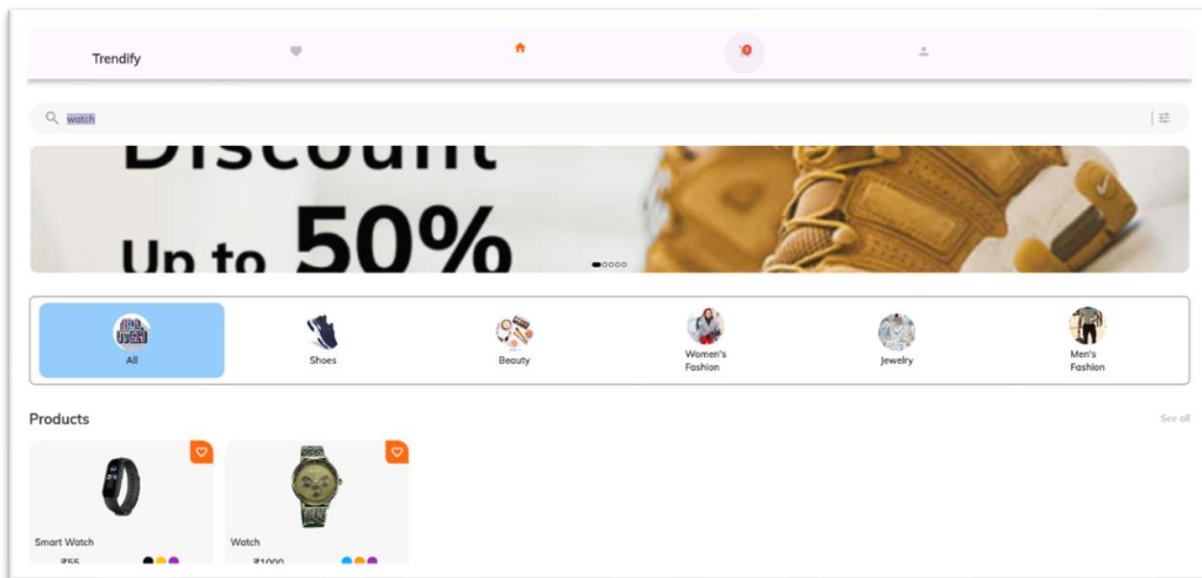 Trendify
watch
Discount
Up to 50%
All
Shoes
Beauty
Women's
Fashion
Jewelry
Men's
Fashion
Products
See all
Smart Watch
Watch
₹55
₹1000